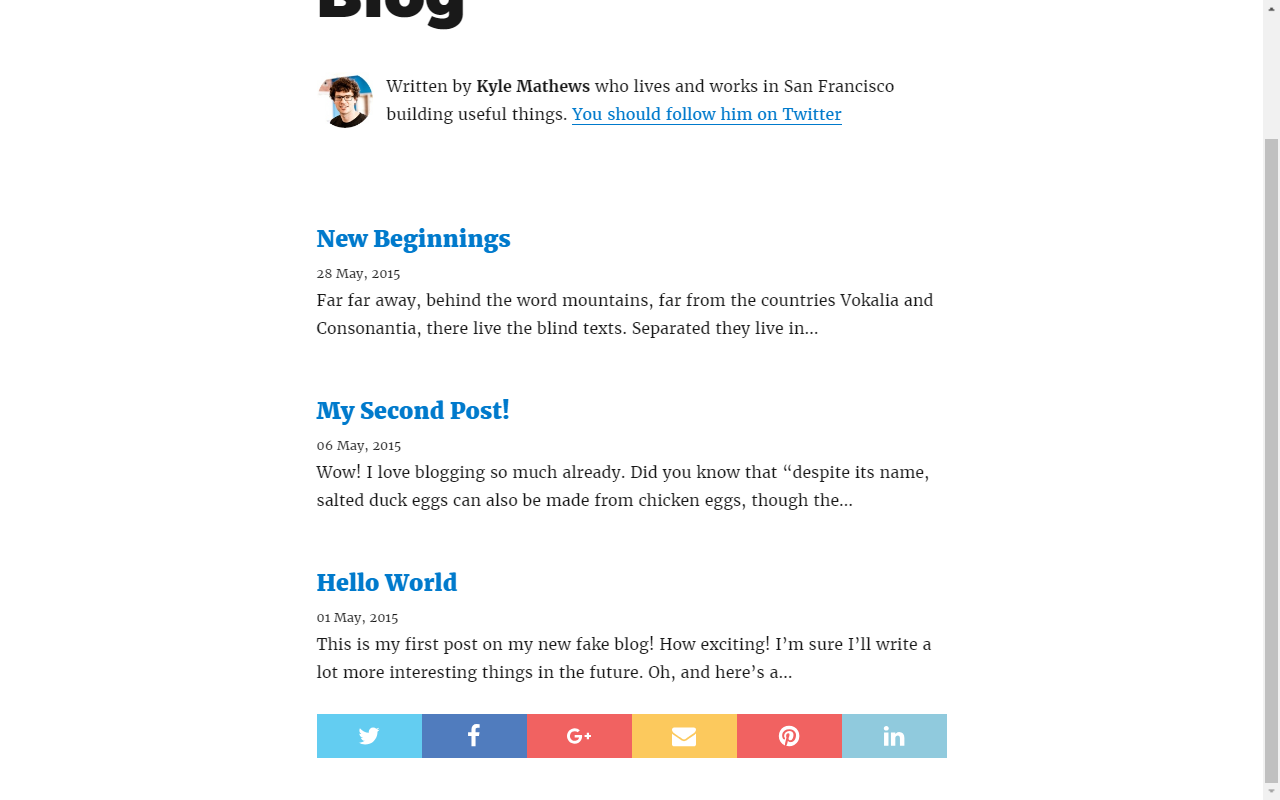 Blog
Written by Kyle Mathews who lives and works in San Francisco
building useful things. You should follow him on Twitter
New Beginnings
28 May, 2015
Far far away, behind the word mountains, far from the countries Vokalia and
Consonantia, there live the blind texts. Separated they live in…
My Second Post!
06 May, 2015
Wow! I love blogging so much already. Did you know that “despite its name,
salted duck eggs can also be made from chicken eggs, though the…
Hello World
01 May, 2015
This is my first post on my new fake blog! How exciting! I’m sure I’ll write a
lot more interesting things in the future. Oh, and here’s a…